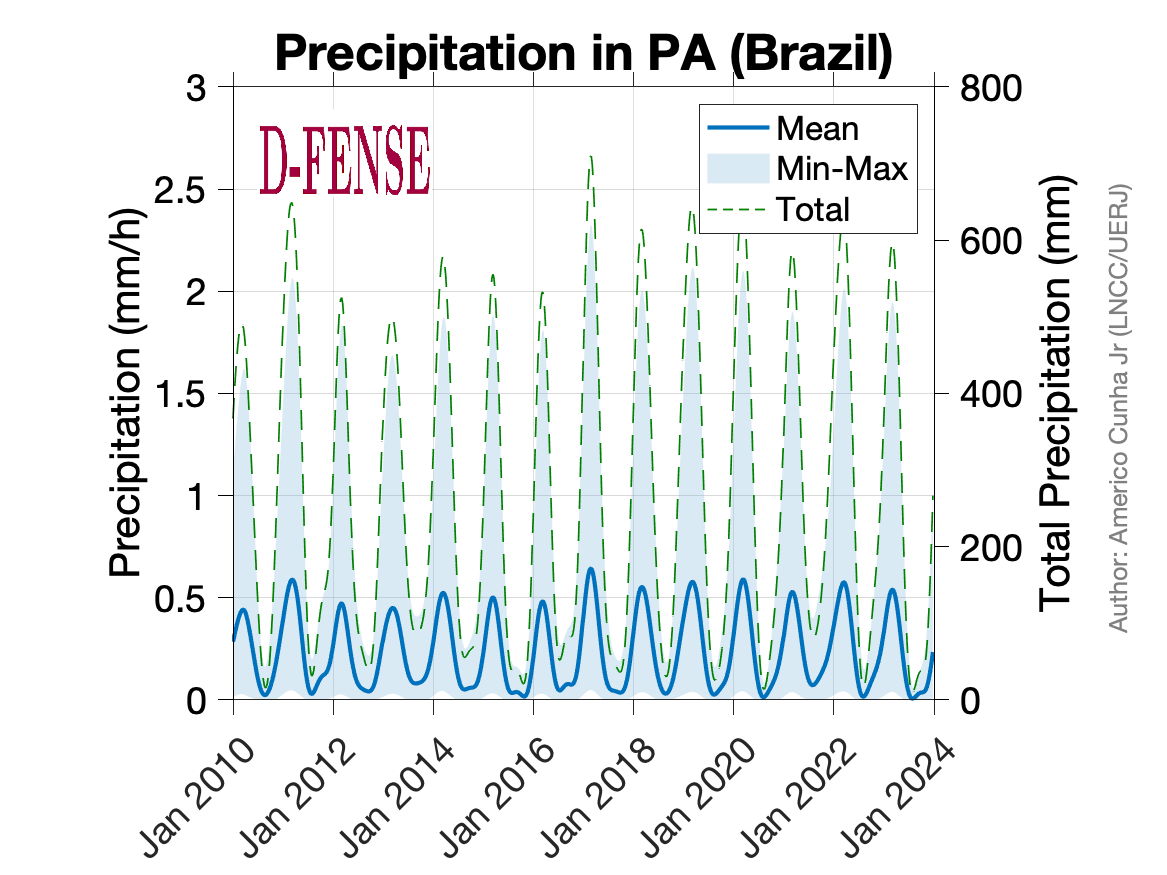 Precipitation in PA (Brazil)
D-FENSE
Mean
Min-Max
Total
Precipitation (mm/h)
3
2.5
2
1.5
1
0.5
0
Total Precipitation (mm)
800
600
400
200
0
Jan 2010
Jan 2012
Jan 2014
Jan 2016
Jan 2018
Jan 2020
Jan 2022
Jan 2024
Author: Americo Cunha Jr (LNCC/UERJ)